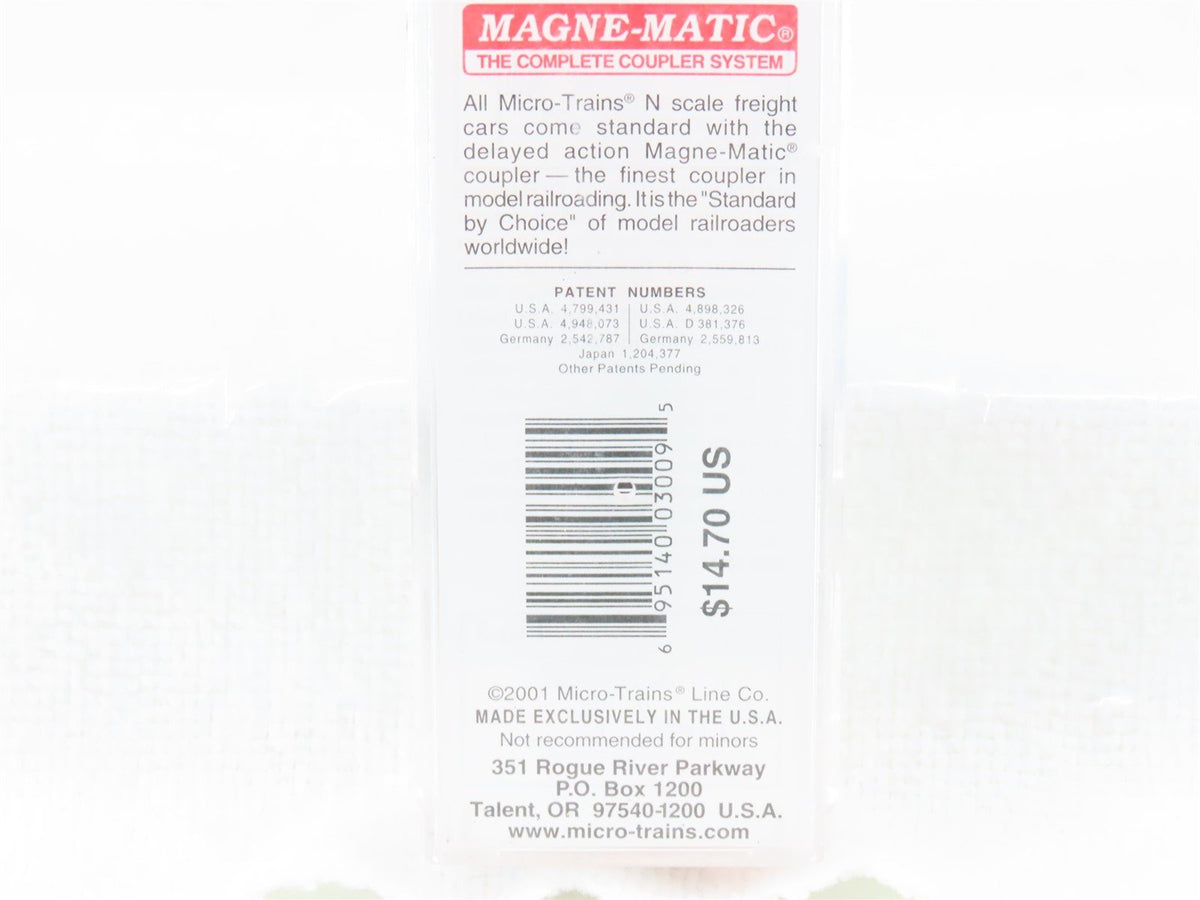 MAGNE-MATIC®
THE COMPLETE COUPLER SYSTEM
All Micro-Trains® N scale freight
cars come standard with the
delayed action Magne-Matic®
coupler — the finest coupler in
model railroading. It is the "Standard
by Choice" of model railroaders
worldwide!
PATENT NUMBERS
U.S.A. 4,799,431 | U.S.A. 4,898,326
U.S.A. 4,948,073 | U.S.A. D 381,376
Germany 2,542,787 | Germany 2,559,813
Japan 1,204,377
Other Patents Pending
6 95140 03009 5
$14.70 US
©2001 Micro-Trains® Line Co.
MADE EXCLUSIVELY IN THE U.S.A.
Not recommended for minors
351 Rogue River Parkway
P.O. Box 1200
Talent, OR 97540-1200 U.S.A.
www.micro-trains.com